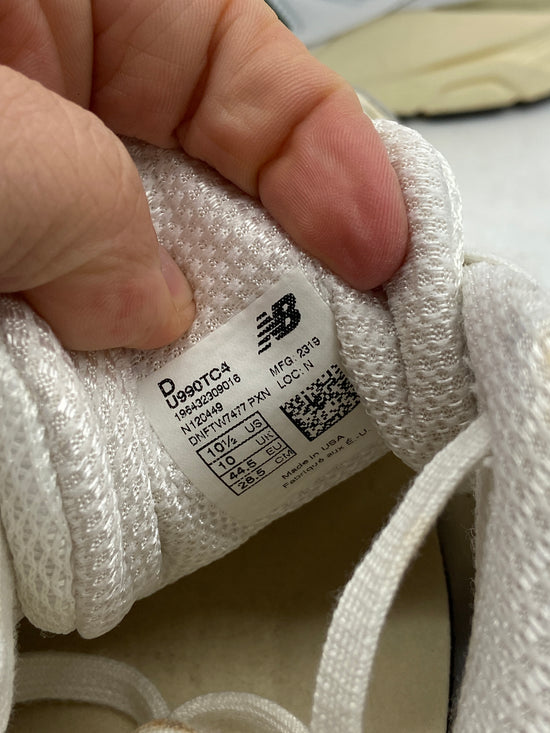 NB
D
U990TC4
196432309016
N120449
DNFTW7477 PXN
MFG. 2319
LOC: N
10½ US
10 UK
44.5 EU
28.5 CM
Made in USA
Fabriqué aux É.-U.